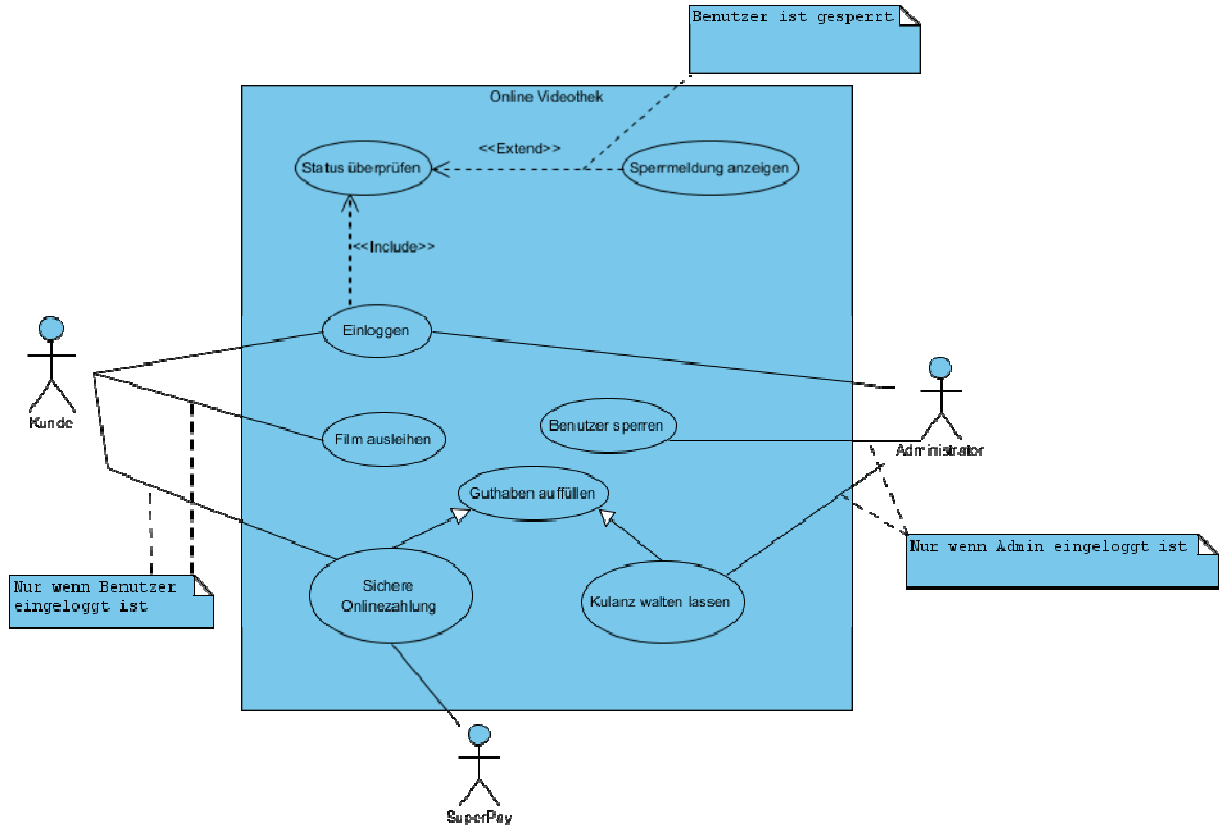 Benutzer ist gesperrt
Online Videothek
Status überprüfen
<<Extend>>
Sperrmeldung anzeigen
<<Include>>
Einloggen
Kunde
Film ausleihen
Benutzer sperren
Administrator
Guthaben auffüllen
Nur wenn Admin eingeloggt ist
Nur wenn Benutzer
eingeloggt ist
Sichere
Onlinezahlung
Kulanz walten lassen
SuperPay